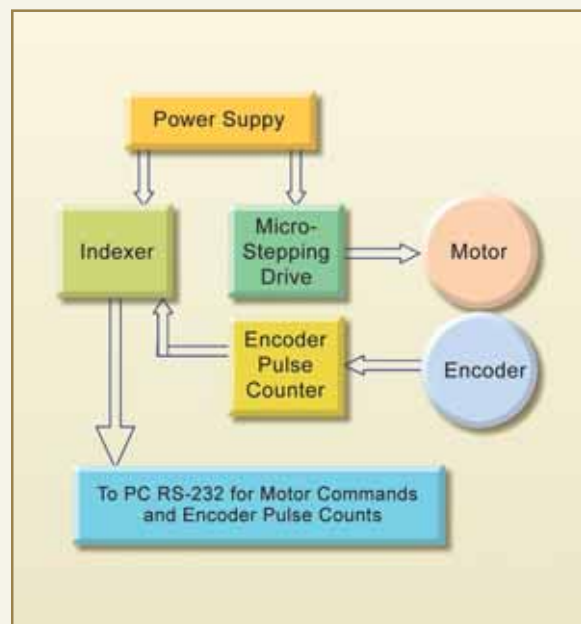 Power Suppy
Indexer
Micro-
Stepping
Drive
Motor
Encoder
Pulse
Counter
Encoder
To PC RS-232 for Motor Commands
and Encoder Pulse Counts